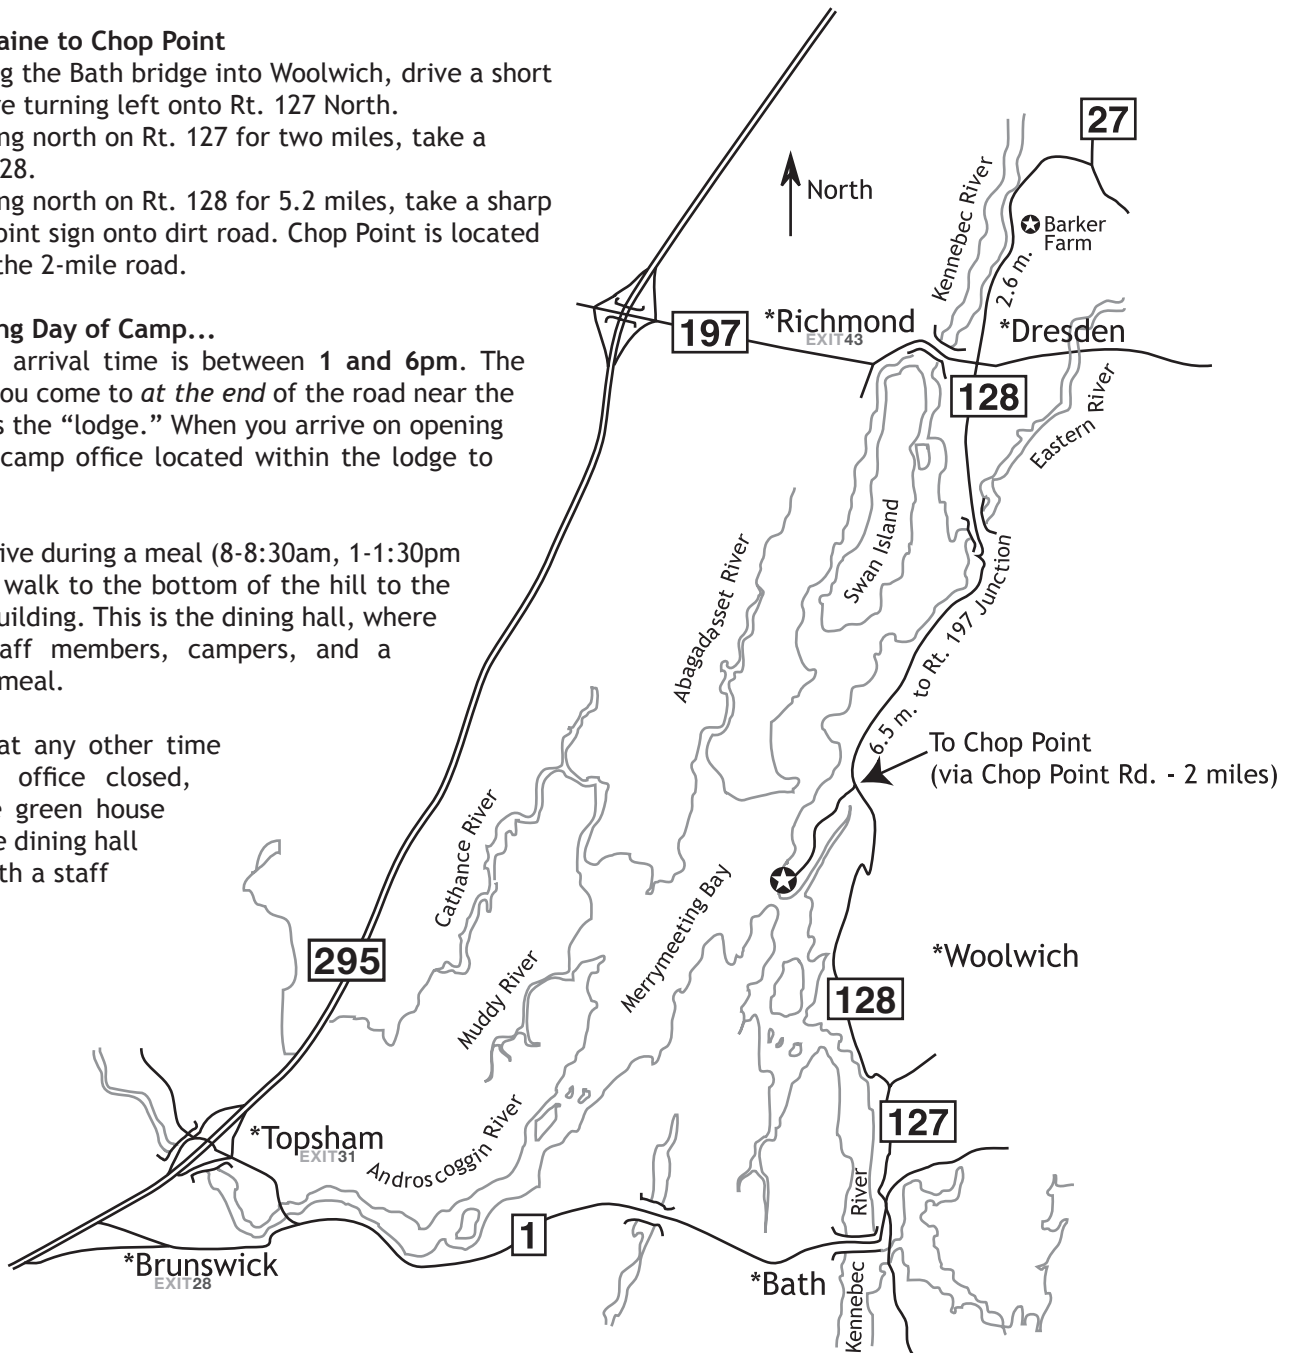 aine to Chop Point
g the Bath bridge into Woolwich, drive a short
e turning left onto Rt. 127 North.
ng north on Rt. 127 for two miles, take a
28.
ng north on Rt. 128 for 5.2 miles, take a sharp
oint sign onto dirt road. Chop Point is located
the 2-mile road.
ng Day of Camp...
arrival time is between 1 and 6pm. The
ou come to at the end of the road near the
s the “lodge.” When you arrive on opening
camp office located within the lodge to
ive during a meal (8-8:30am, 1-1:30pm
walk to the bottom of the hill to the
uilding. This is the dining hall, where
aff members, campers, and a
meal.
at any other time
office closed,
e green house
e dining hall
th a staff
27
North
Kennebec River
Barker
Farm
2.6 m.
197
*Richmond
EXIT43
*Dresden
128
Eastern River
Swan Island
Abagadasset River
6.5 m. to Rt. 197 Junction
To Chop Point
(via Chop Point Rd. - 2 miles)
Cathance River
Merrymeeting Bay
295
*Woolwich
Muddy River
128
127
*Topsham
EXIT31
Androscoggin River
River
1
*Brunswick
EXIT28
*Bath
Kennebec